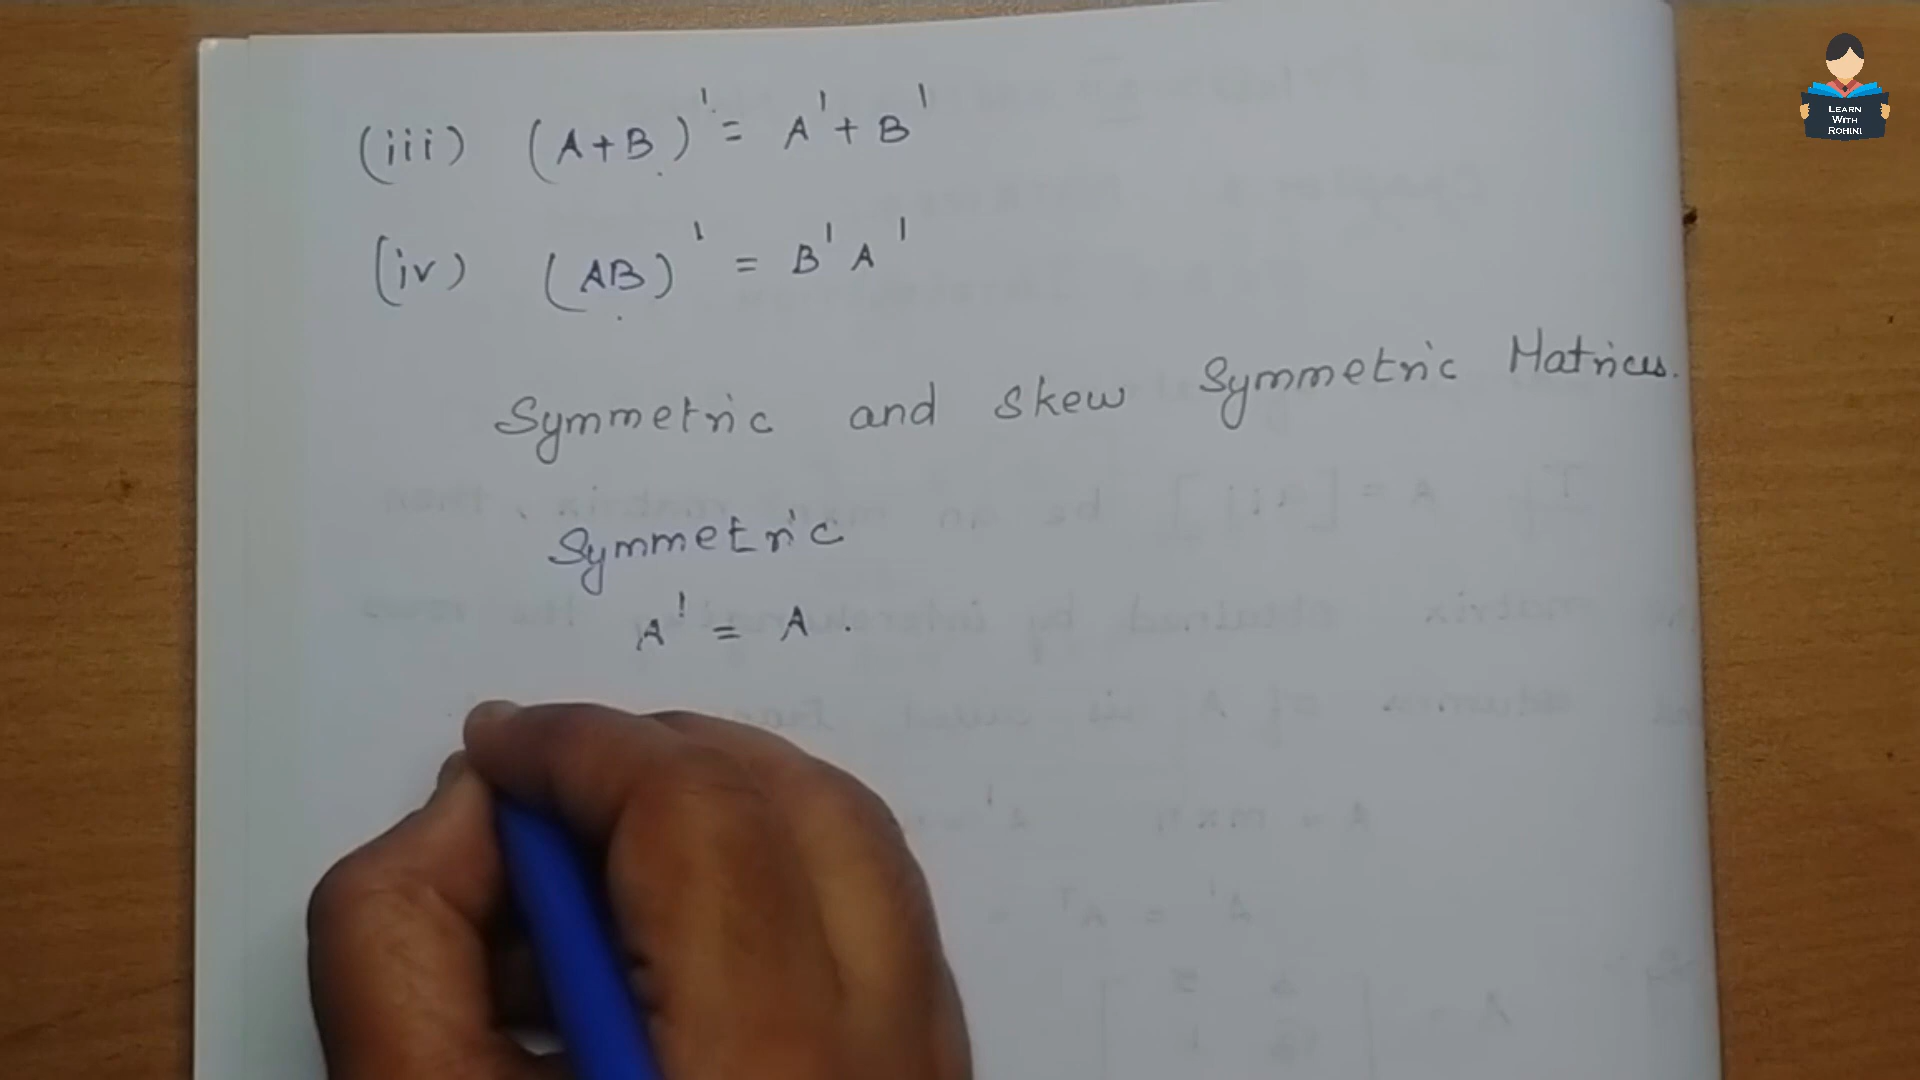 (iii) (A+B)' = A' + B'
(iv) (AB)' = B' A'
Symmetric and skew Symmetric Matrices.
Symmetric
A' = A .
LEARN
WITH
ROHINI